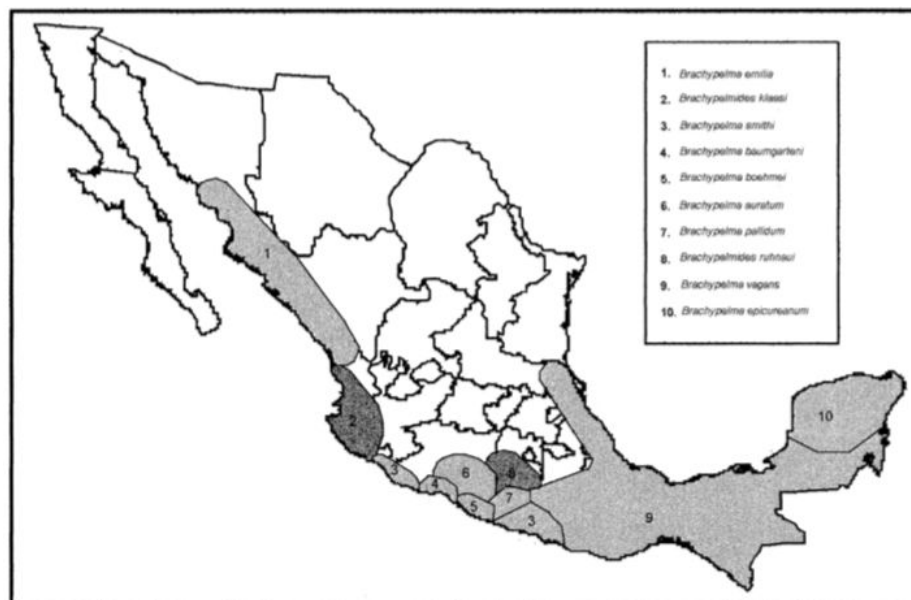 1. Brachypelma emilia
2. Brachypelmides klaasi
3. Brachypelma smithi
4. Brachypelma baumgarteni
5. Brachypelma boehmei
6. Brachypelma auratum
7. Brachypelma pallidum
8. Brachypelmides ruhnaui
9. Brachypelma vagans
10. Brachypelma epicureanum
1
2
10
3
4
6
8
5
7
3
9